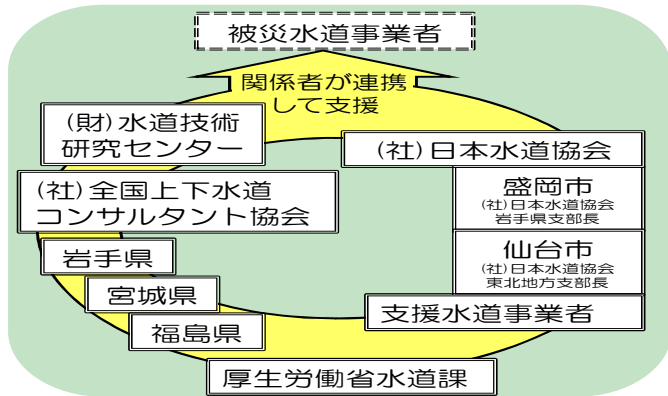 被災水道事業者
関係者が連携
して支援
(財)水道技術
研究センター
(社)日本水道協会
(社)全国上下水道
コンサルタント協会
盛岡市
(社)日本水道協会
岩手県支部長
仙台市
(社)日本水道協会
東北地方支部長
岩手県
宮城県
福島県
支援水道事業者
厚生労働省水道課